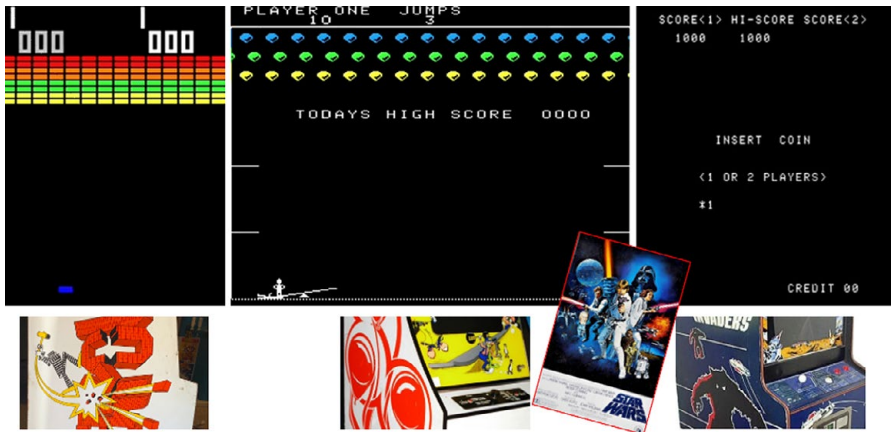 000 000
PLAYER ONE JUMPS
10 3
TODAYS HIGH SCORE 0000
SCORE<1> HI-SCORE SCORE<2>
1000 1000
INSERT COIN
<1 OR 2 PLAYERS>
*1
CREDIT 00
STAR
WARS
INVADERS